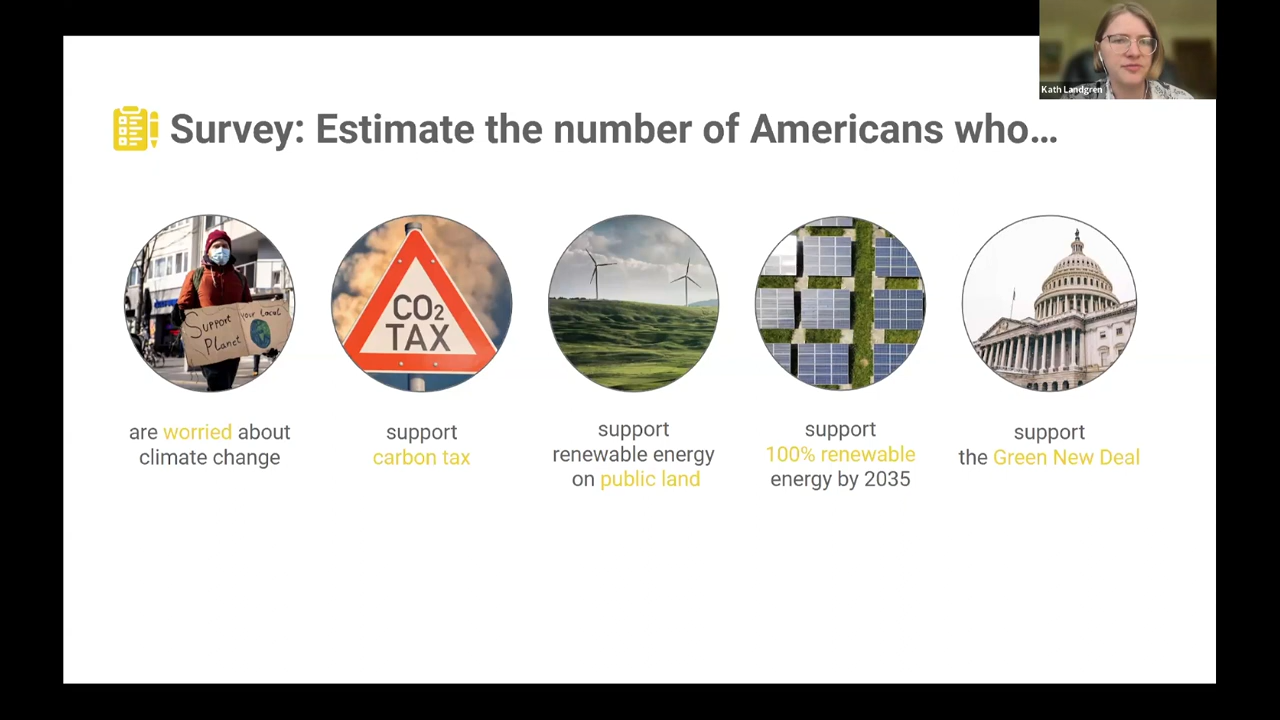 Kath Landgren
Survey: Estimate the number of Americans who...
Support
Planet
your Local
CO2
TAX
are worried about
climate change
support
carbon tax
support
renewable energy
on public land
support
100% renewable
energy by 2035
support
the Green New Deal